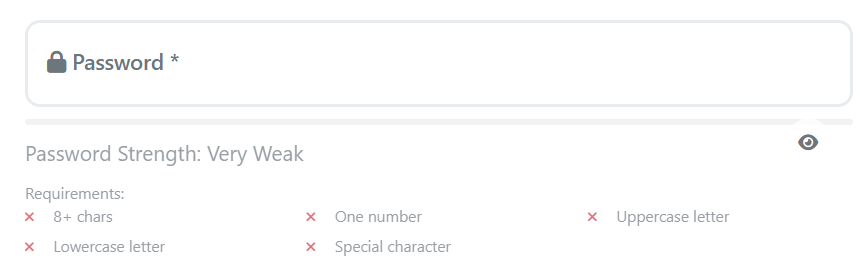 Password *
Password Strength: Very Weak
Requirements:
8+ chars One number Uppercase letter
Lowercase letter Special character